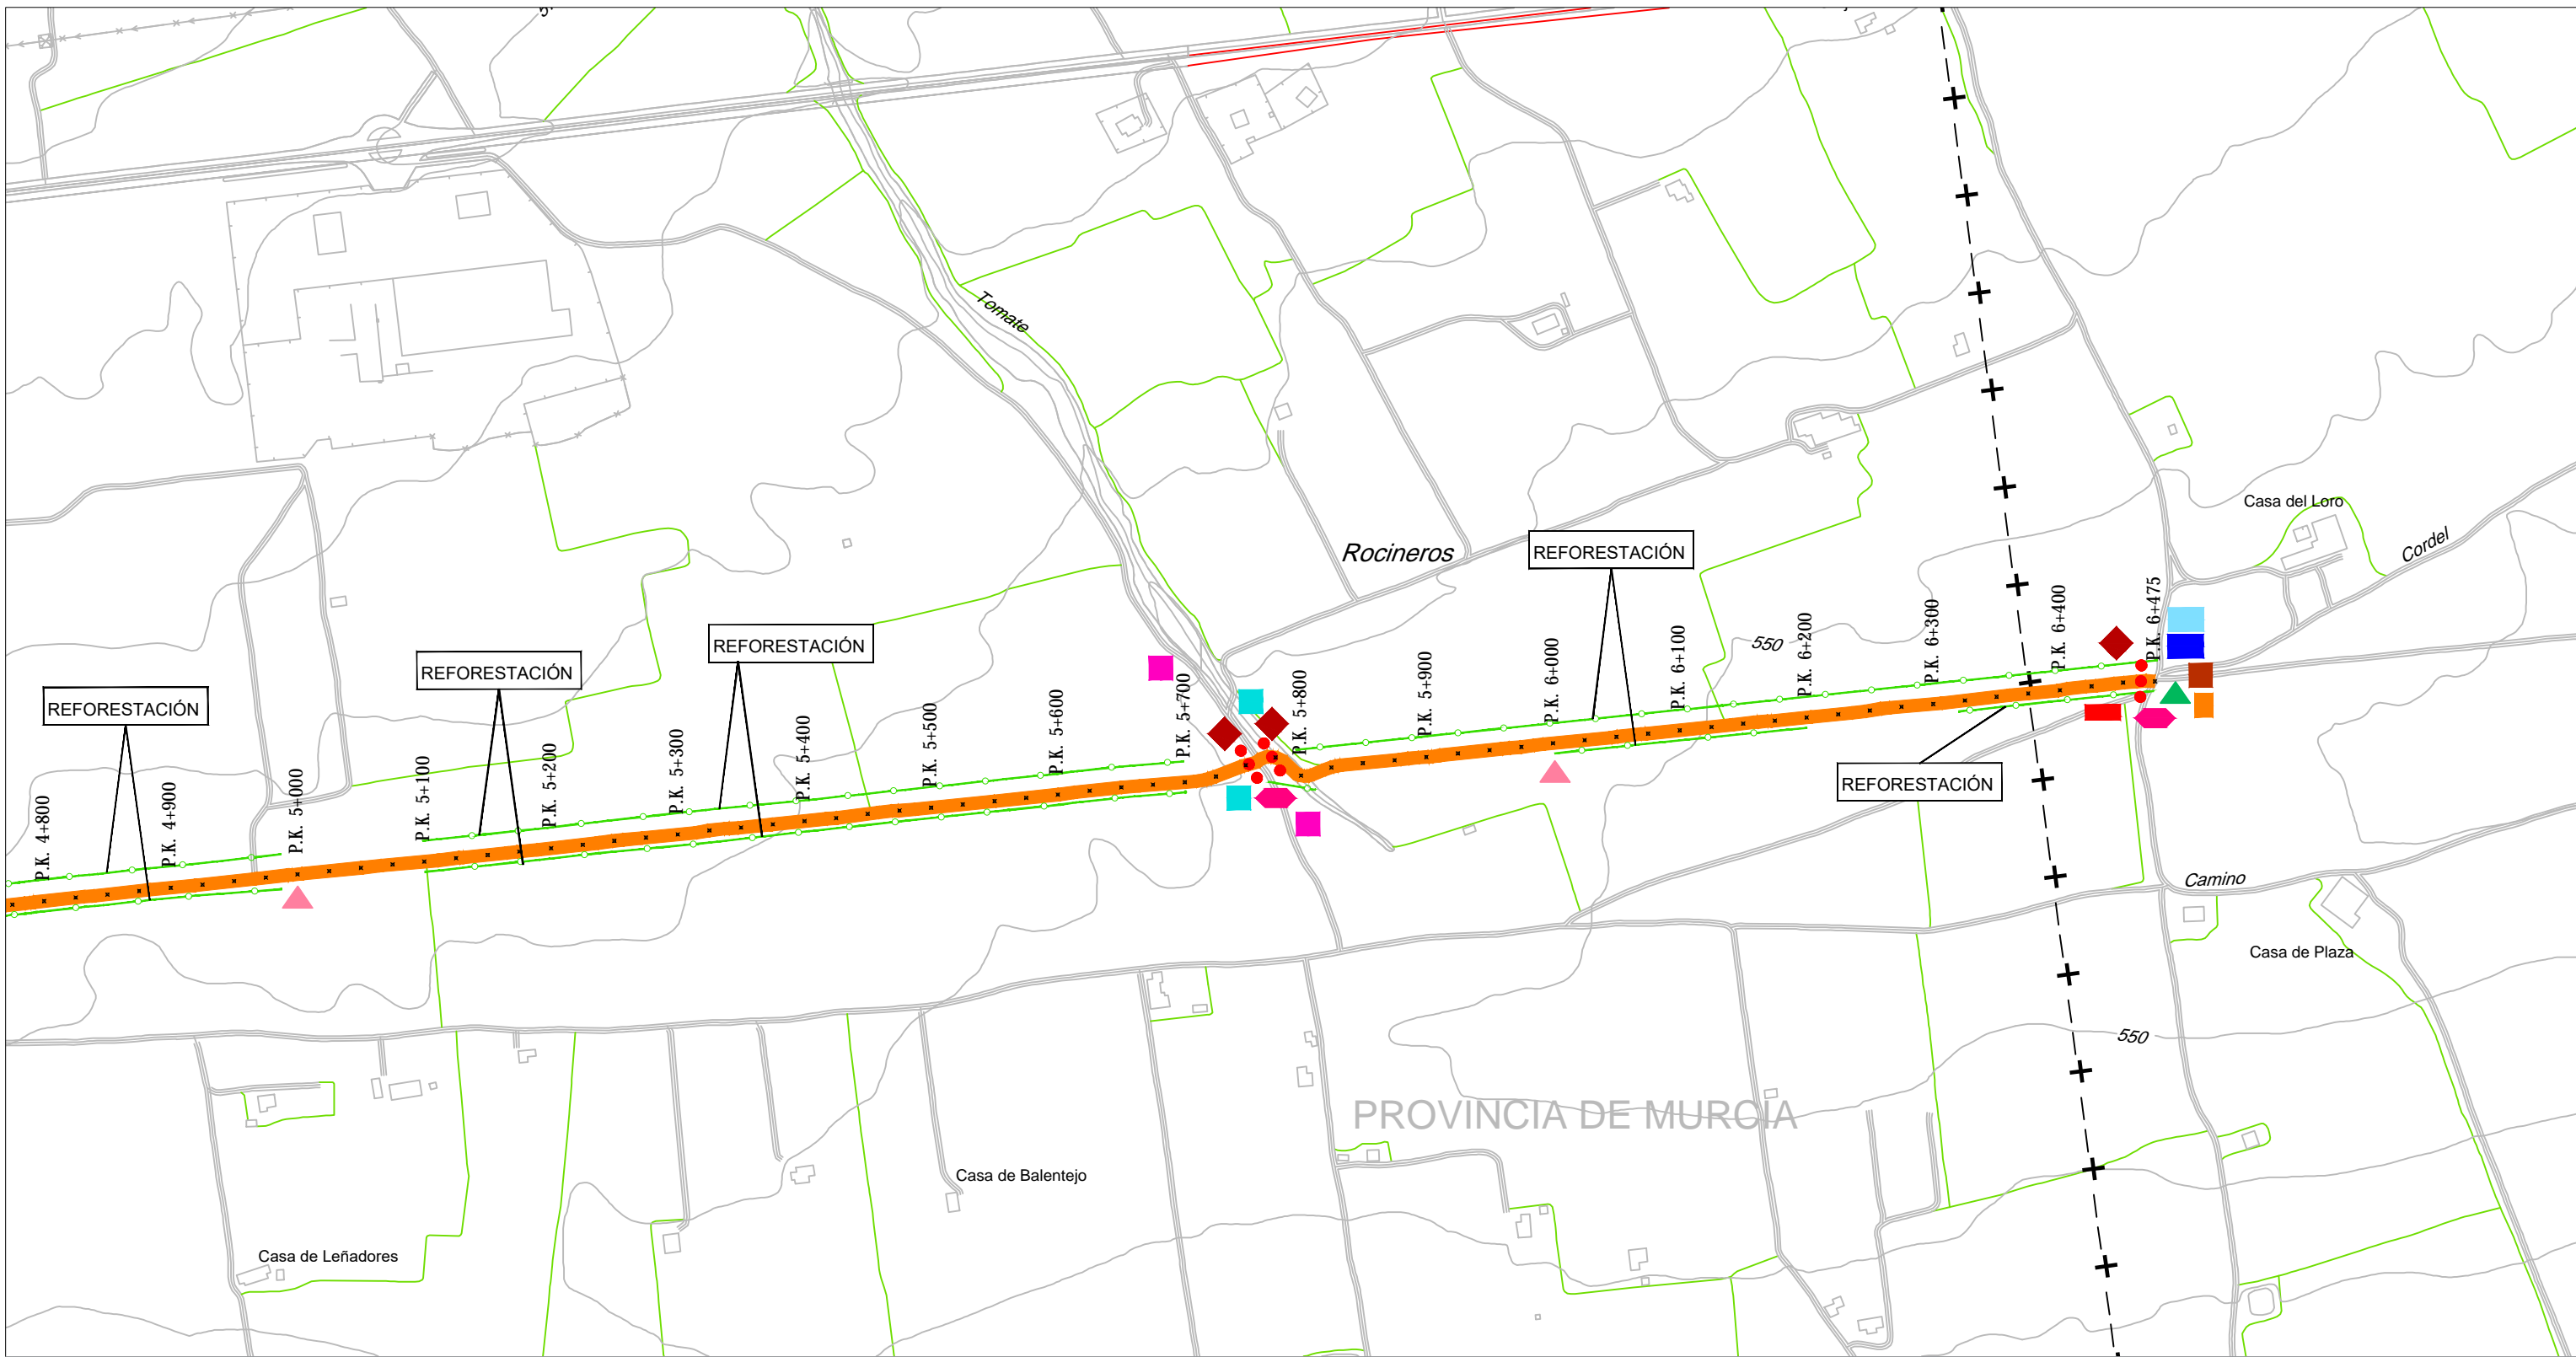 Tomate
Rocineros
Casa del Loro
Cordel
REFORESTACIÓN
REFORESTACIÓN
REFORESTACIÓN
REFORESTACIÓN
REFORESTACIÓN
P.K. 4+800
P.K. 4+900
P.K. 5+000
P.K. 5+100
P.K. 5+200
P.K. 5+300
P.K. 5+400
P.K. 5+500
P.K. 5+600
P.K. 5+700
P.K. 5+800
P.K. 5+900
P.K. 6+000
P.K. 6+100
P.K. 6+200
P.K. 6+300
P.K. 6+400
P.K. 6+475
550
Camino
Casa de Plaza
550
PROVINCIA DE MURCIA
Casa de Balentejo
Casa de Leñadores